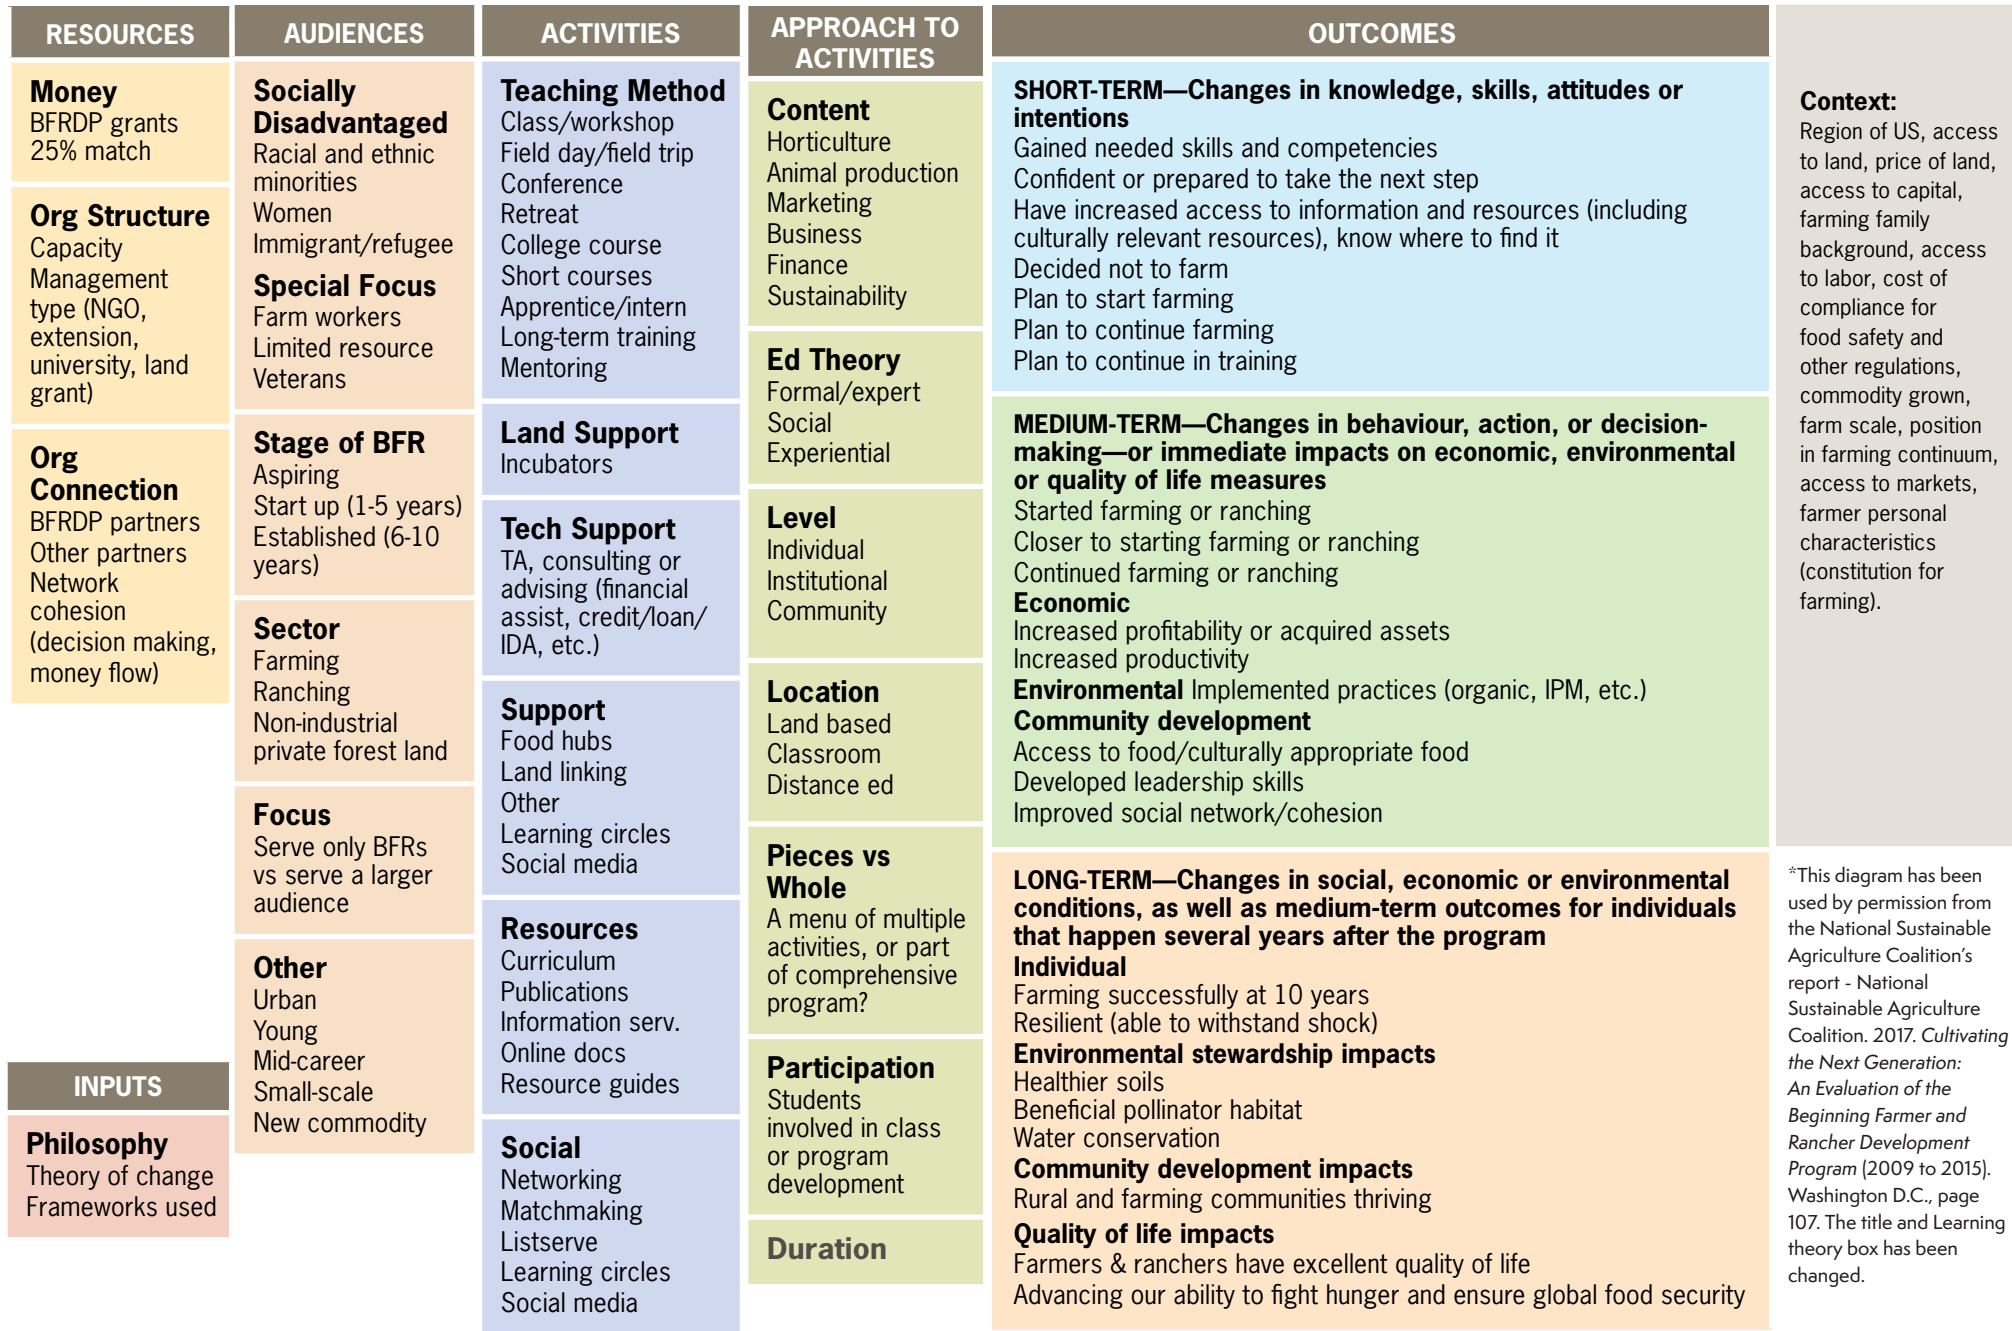 RESOURCES
Money
BFRDP grants
25% match
Org Structure
Capacity
Management
type (NGO,
extension,
university, land
grant)
Org
Connection
BFRDP partners
Other partners
Network
cohesion
(decision making,
money flow)
INPUTS
Philosophy
Theory of change
Frameworks used
AUDIENCES
Socially
Disadvantaged
Racial and ethnic
minorities
Women
Immigrant/refugee
Special Focus
Farm workers
Limited resource
Veterans
Stage of BFR
Aspiring
Start up (1-5 years)
Established (6-10
years)
Sector
Farming
Ranching
Non-industrial
private forest land
Focus
Serve only BFRs
vs serve a larger
audience
Other
Urban
Young
Mid-career
Small-scale
New commodity
ACTIVITIES
Teaching Method
Class/workshop
Field day/field trip
Conference
Retreat
College course
Short courses
Apprentice/intern
Long-term training
Mentoring
Land Support
Incubators
Tech Support
TA, consulting or
advising (financial
assist, credit/loan/
IDA, etc.)
Support
Food hubs
Land linking
Other
Learning circles
Social media
Resources
Curriculum
Publications
Information serv.
Online docs
Resource guides
Social
Networking
Matchmaking
Listserve
Learning circles
Social media
APPROACH TO
ACTIVITIES
Content
Horticulture
Animal production
Marketing
Business
Finance
Sustainability
Ed Theory
Formal/expert
Social
Experiential
Level
Individual
Institutional
Community
Location
Land based
Classroom
Distance ed
Pieces vs
Whole
A menu of multiple
activities, or part
of comprehensive
program?
Participation
Students
involved in class
or program
development
Duration
OUTCOMES
SHORT-TERM—Changes in knowledge, skills, attitudes or
intentions
Gained needed skills and competencies
Confident or prepared to take the next step
Have increased access to information and resources (including
culturally relevant resources), know where to find it
Decided not to farm
Plan to start farming
Plan to continue farming
Plan to continue in training
MEDIUM-TERM—Changes in behaviour, action, or decision-
making—or immediate impacts on economic, environmental
or quality of life measures
Started farming or ranching
Closer to starting farming or ranching
Continued farming or ranching
Economic
Increased profitability or acquired assets
Increased productivity
Environmental Implemented practices (organic, IPM, etc.)
Community development
Access to food/culturally appropriate food
Developed leadership skills
Improved social network/cohesion
LONG-TERM—Changes in social, economic or environmental
conditions, as well as medium-term outcomes for individuals
that happen several years after the program
Individual
Farming successfully at 10 years
Resilient (able to withstand shock)
Environmental stewardship impacts
Healthier soils
Beneficial pollinator habitat
Water conservation
Community development impacts
Rural and farming communities thriving
Quality of life impacts
Farmers & ranchers have excellent quality of life
Advancing our ability to fight hunger and ensure global food security
Context:
Region of US, access
to land, price of land,
access to capital,
farming family
background, access
to labor, cost of
compliance for
food safety and
other regulations,
commodity grown,
farm scale, position
in farming continuum,
access to markets,
farmer personal
characteristics
(constitution for
farming).
*This diagram has been
used by permission from
the National Sustainable
Agriculture Coalition's
report - National
Sustainable Agriculture
Coalition. 2017. Cultivating
the Next Generation:
An Evaluation of the
Beginning Farmer and
Rancher Development
Program (2009 to 2015).
Washington D.C., page
107. The title and Learning
theory box has been
changed.